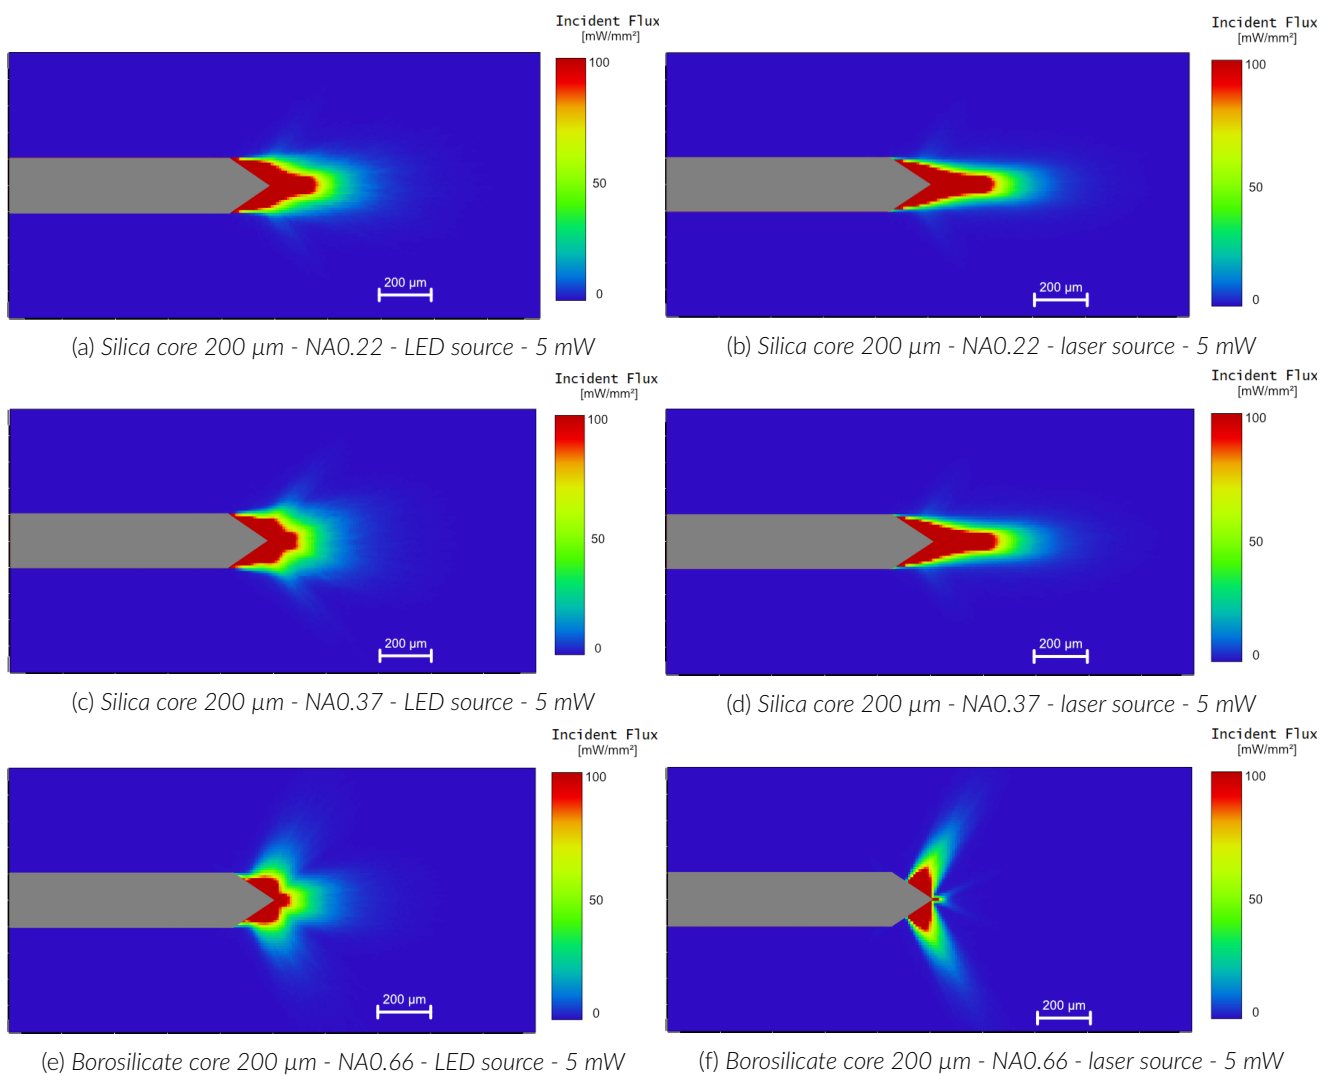 Incident Flux
[mW/mm²]
100
50
0
200 µm
(a) Silica core 200 µm - NA0.22 - LED source - 5 mW
Incident Flux
[mW/mm²]
100
50
0
200 µm
(b) Silica core 200 µm - NA0.22 - laser source - 5 mW
Incident Flux
[mW/mm²]
100
50
0
200 µm
(c) Silica core 200 µm - NA0.37 - LED source - 5 mW
Incident Flux
[mW/mm²]
100
50
0
200 µm
(d) Silica core 200 µm - NA0.37 - laser source - 5 mW
Incident Flux
[mW/mm²]
100
50
0
200 µm
(e) Borosilicate core 200 µm - NA0.66 - LED source - 5 mW
Incident Flux
[mW/mm²]
100
50
0
200 µm
(f) Borosilicate core 200 µm - NA0.66 - laser source - 5 mW